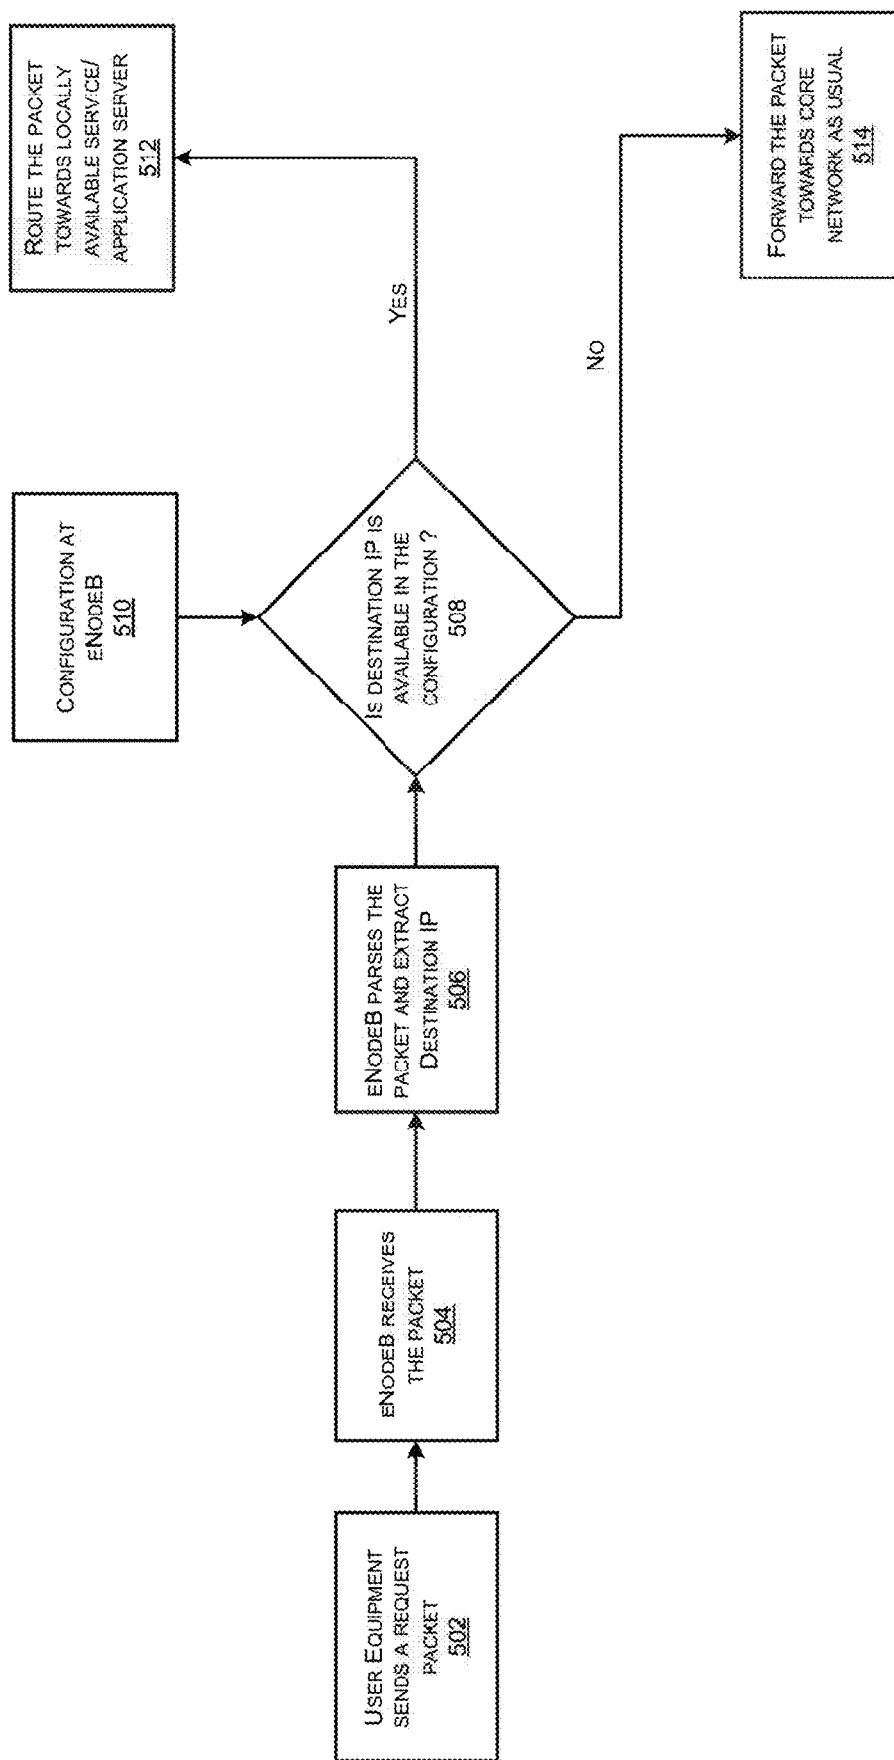 User Equipment
sends a request
packet
502
eNodeB receives
the packet
504
eNodeB parses the
packet and extract
Destination IP
506
Configuration at
eNodeB
510
Is destination IP is
available in the
configuration ?
508
Yes
Route the packet
towards locally
available service/
application server
512
No
Forward the packet
towards core
network as usual
514